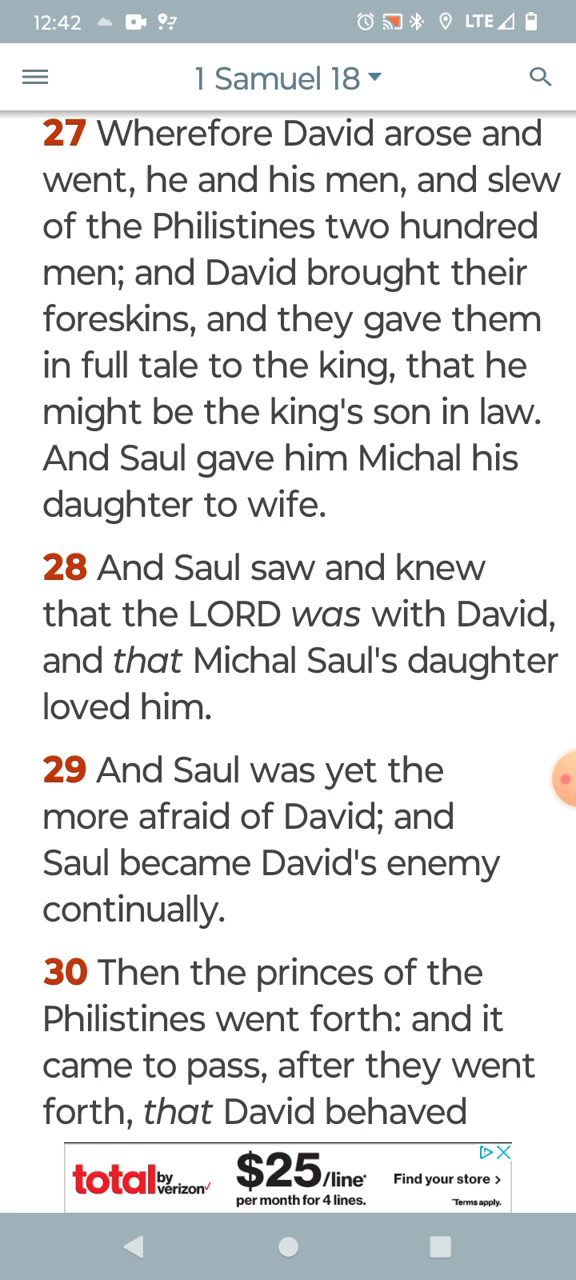 12:42
LTE
1 Samuel 18
27 Wherefore David arose and
went, he and his men, and slew
of the Philistines two hundred
men; and David brought their
foreskins, and they gave them
in full tale to the king, that he
might be the king's son in law.
And Saul gave him Michal his
daughter to wife.
28 And Saul saw and knew
that the LORD was with David,
and that Michal Saul's daughter
loved him.
29 And Saul was yet the
more afraid of David; and
Saul became David's enemy
continually.
30 Then the princes of the
Philistines went forth: and it
came to pass, after they went
forth, that David behaved
total by verizon
$25/line*
per month for 4 lines.
Find your store >
*Terms apply.